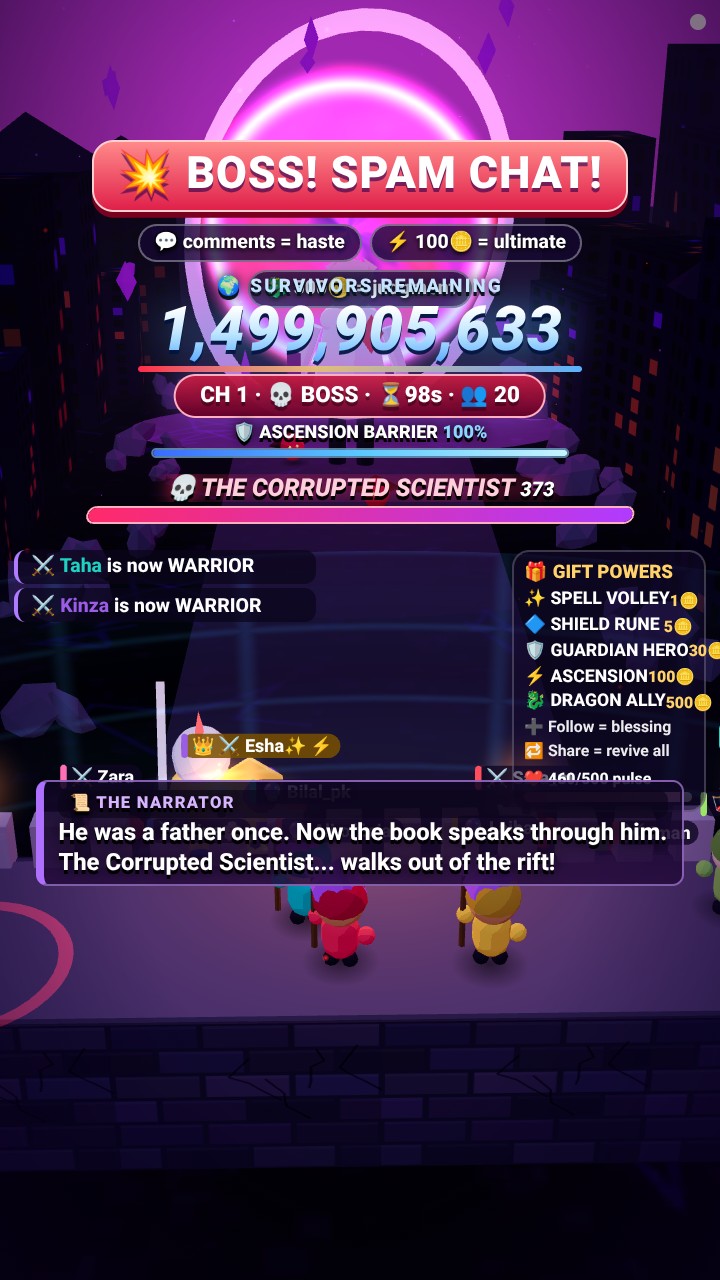 💥 BOSS! SPAM CHAT!
💬 comments = haste
⚡ 100🪙 = ultimate
🌍 SURVIVORS REMAINING
1,499,905,633
CH 1 · 💀 BOSS · ⏳98s · 👥 20
🛡️ ASCENSION BARRIER 100%
💀 THE CORRUPTED SCIENTIST 373
⚔️ Taha is now WARRIOR
⚔️ Kinza is now WARRIOR
🎁 GIFT POWERS
✨ SPELL VOLLEY 1🪙
🔷 SHIELD RUNE 5🪙
🛡️ GUARDIAN HERO 30🪙
⚡ ASCENSION 100🪙
🐉 DRAGON ALLY 500🪙
➕ Follow = blessing
🔁 Share = revive all
❤️ 460/500 pulse
👑 ⚔️ Esha✨ ⚡
⚔️ Zara
Bilal_pk
📜 THE NARRATOR
He was a father once. Now the book speaks through him.
The Corrupted Scientist... walks out of the rift!